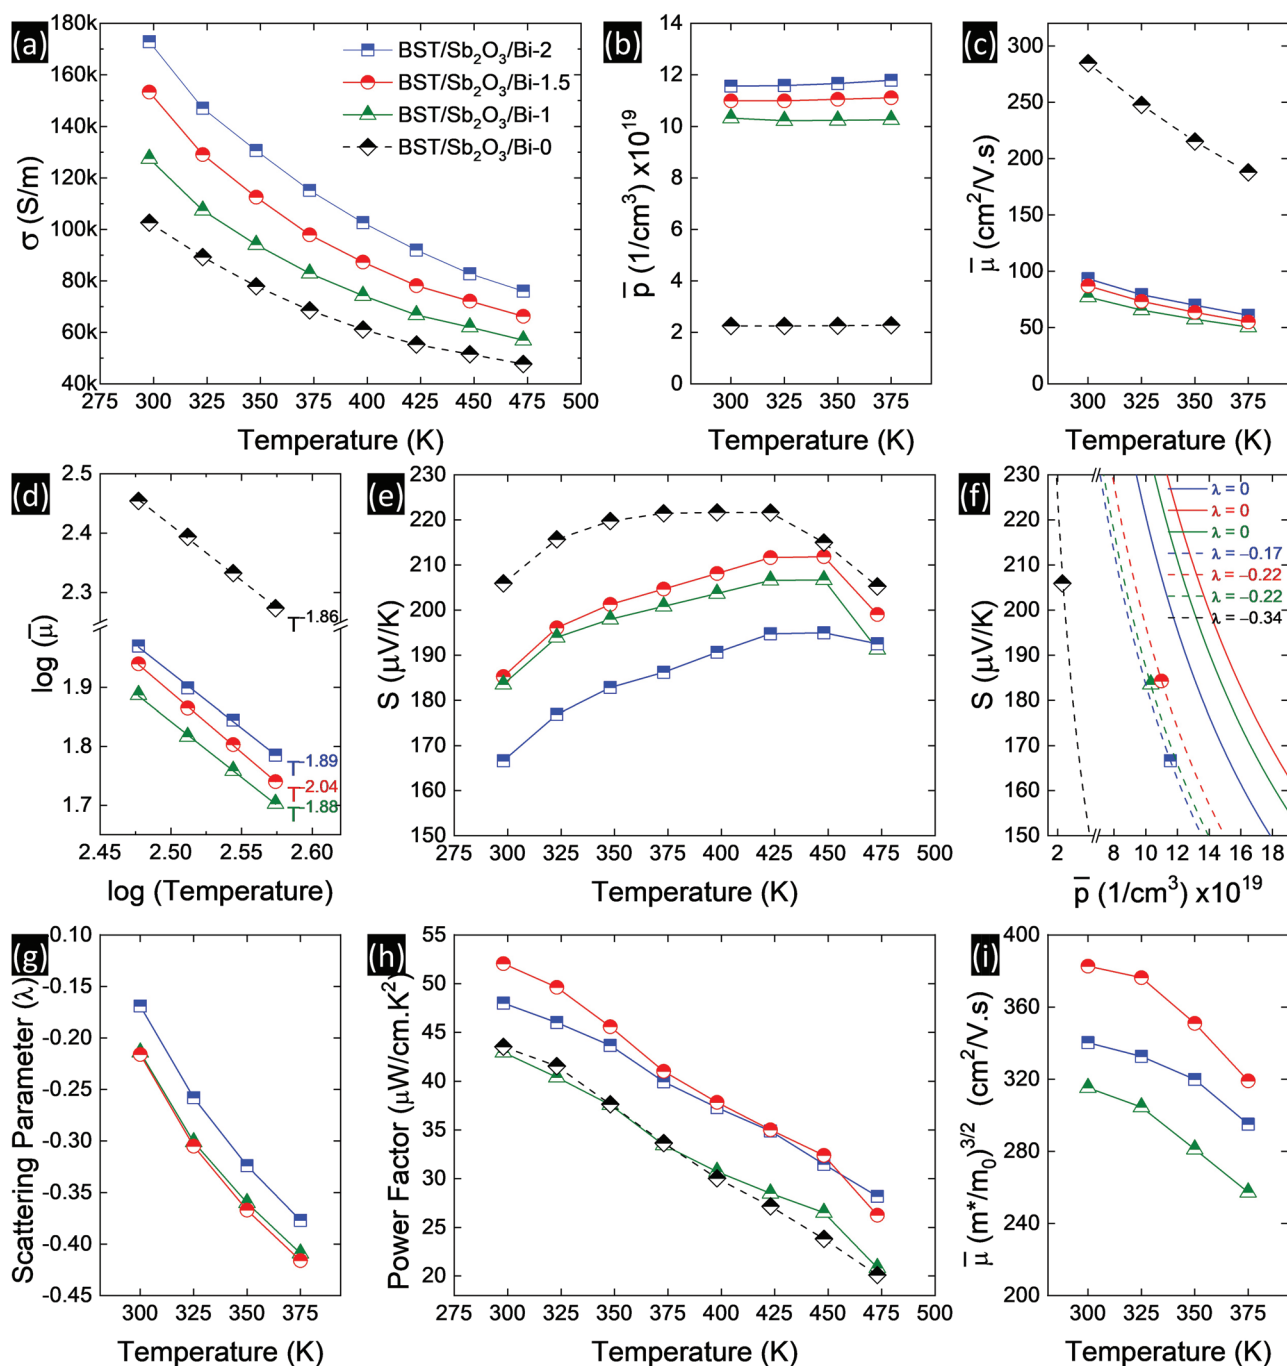 (a)
180k
160k
140k
120k
100k
80k
60k
40k
275 300 325 350 375 400 425 450 475 500
σ (S/m)
Temperature (K)
BST/Sb₂O₃/Bi-2
BST/Sb₂O₃/Bi-1.5
BST/Sb₂O₃/Bi-1
BST/Sb₂O₃/Bi-0
(b)
14
12
10
8
6
4
2
0
300 325 350 375
p̅ (1/cm³) x10¹⁹
Temperature (K)
(c)
300
250
200
150
100
50
0
300 325 350 375
μ̅ (cm²/V.s)
Temperature (K)
(d)
2.5
2.4
2.3
1.9
1.8
1.7
2.45 2.50 2.55 2.60
log (μ̅)
log (Temperature)
T⁻¹·⁸⁶
T⁻¹·⁸⁹
T⁻²·⁰⁴
T⁻¹·⁸⁸
(e)
230
220
210
200
190
180
170
160
150
275 300 325 350 375 400 425 450 475 500
S (μV/K)
Temperature (K)
(f)
230
220
210
200
190
180
170
160
150
2 8 10 12 14 16 18
S (μV/K)
p̅ (1/cm³) x10¹⁹
λ = 0
λ = 0
λ = 0
λ = –0.17
λ = –0.22
λ = –0.22
λ = –0.34
(g)
-0.10
-0.15
-0.20
-0.25
-0.30
-0.35
-0.40
-0.45
300 325 350 375
Scattering Parameter (λ)
Temperature (K)
(h)
55
50
45
40
35
30
25
20
275 300 325 350 375 400 425 450 475 500
Power Factor (μW/cm.K²)
Temperature (K)
(i)
400
360
320
280
240
200
300 325 350 375
μ̅ (m*/m₀)³ᐟ² (cm²/V.s)
Temperature (K)